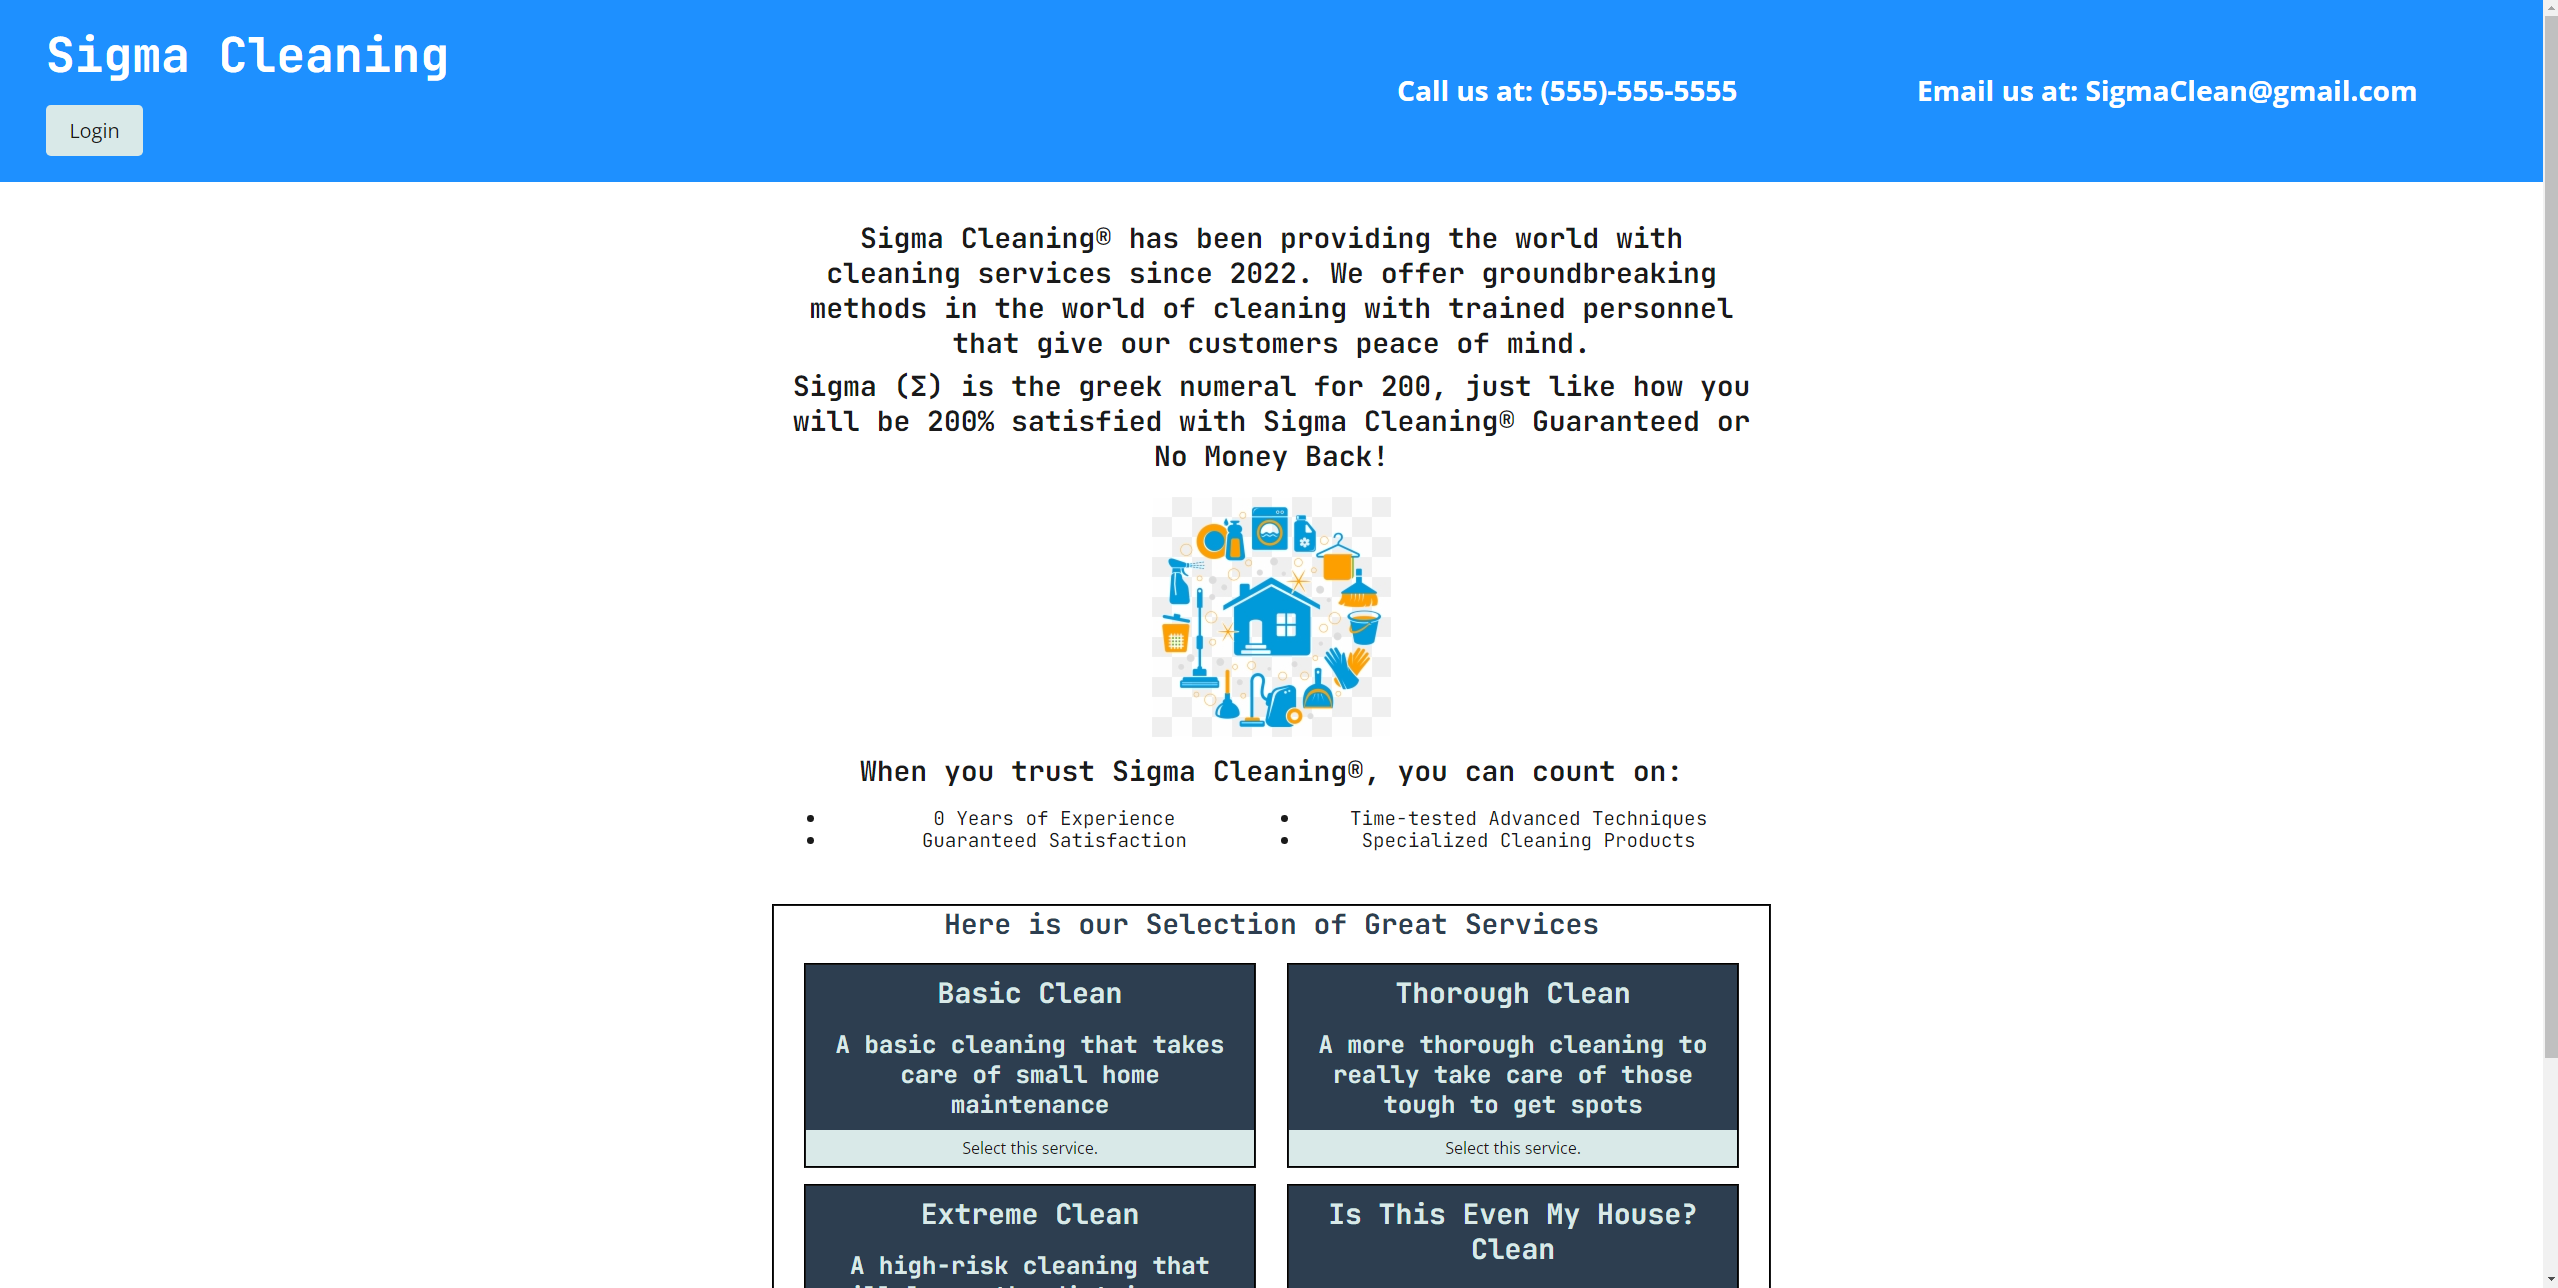 Sigma Cleaning
Login
Call us at: (555)-555-5555
Email us at: SigmaClean@gmail.com
Sigma Cleaning® has been providing the world with
cleaning services since 2022. We offer groundbreaking
methods in the world of cleaning with trained personnel
that give our customers peace of mind.
Sigma (Σ) is the greek numeral for 200, just like how you
will be 200% satisfied with Sigma Cleaning® Guaranteed or
No Money Back!
When you trust Sigma Cleaning®, you can count on:
• 0 Years of Experience
• Guaranteed Satisfaction
• Time-tested Advanced Techniques
• Specialized Cleaning Products
Here is our Selection of Great Services
Basic Clean
A basic cleaning that takes
care of small home
maintenance
Select this service.
Thorough Clean
A more thorough cleaning to
really take care of those
tough to get spots
Select this service.
Extreme Clean
A high-risk cleaning that
Is This Even My House?
Clean